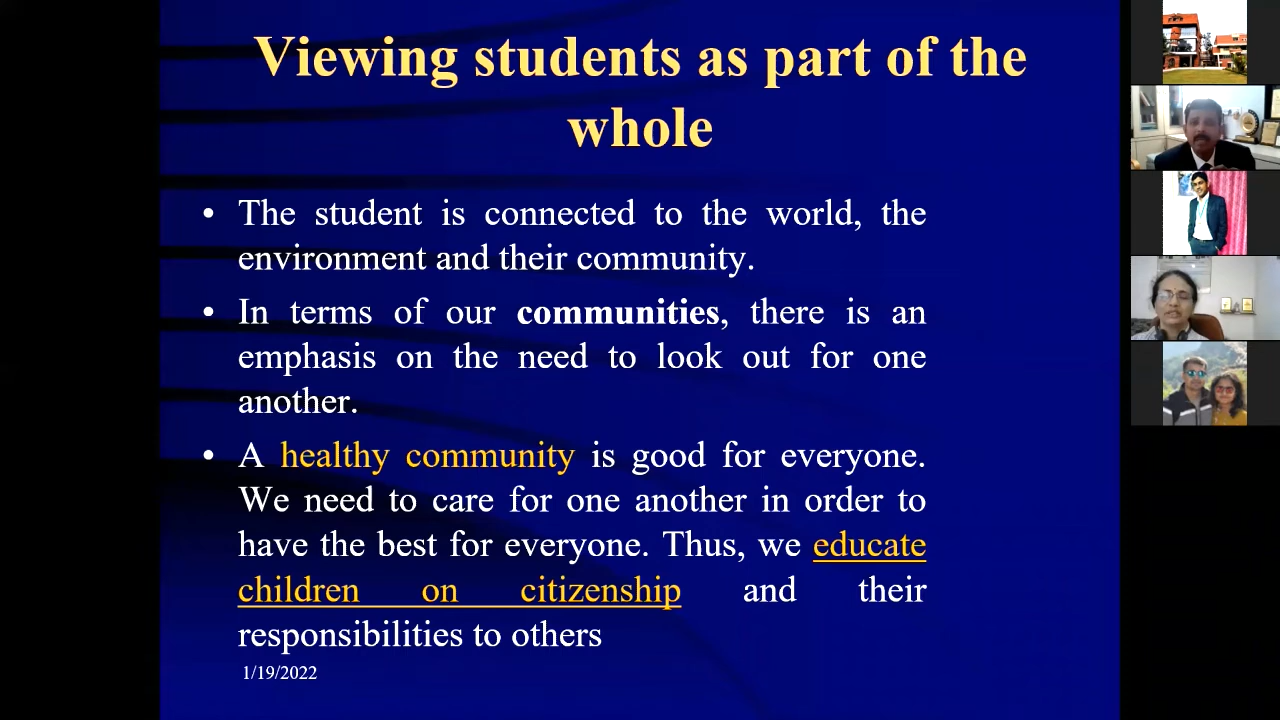 Viewing students as part of the
whole
• The student is connected to the world, the
environment and their community.
• In terms of our communities, there is an
emphasis on the need to look out for one
another.
• A healthy community is good for everyone.
We need to care for one another in order to
have the best for everyone. Thus, we educate
children on citizenship and their
responsibilities to others
1/19/2022